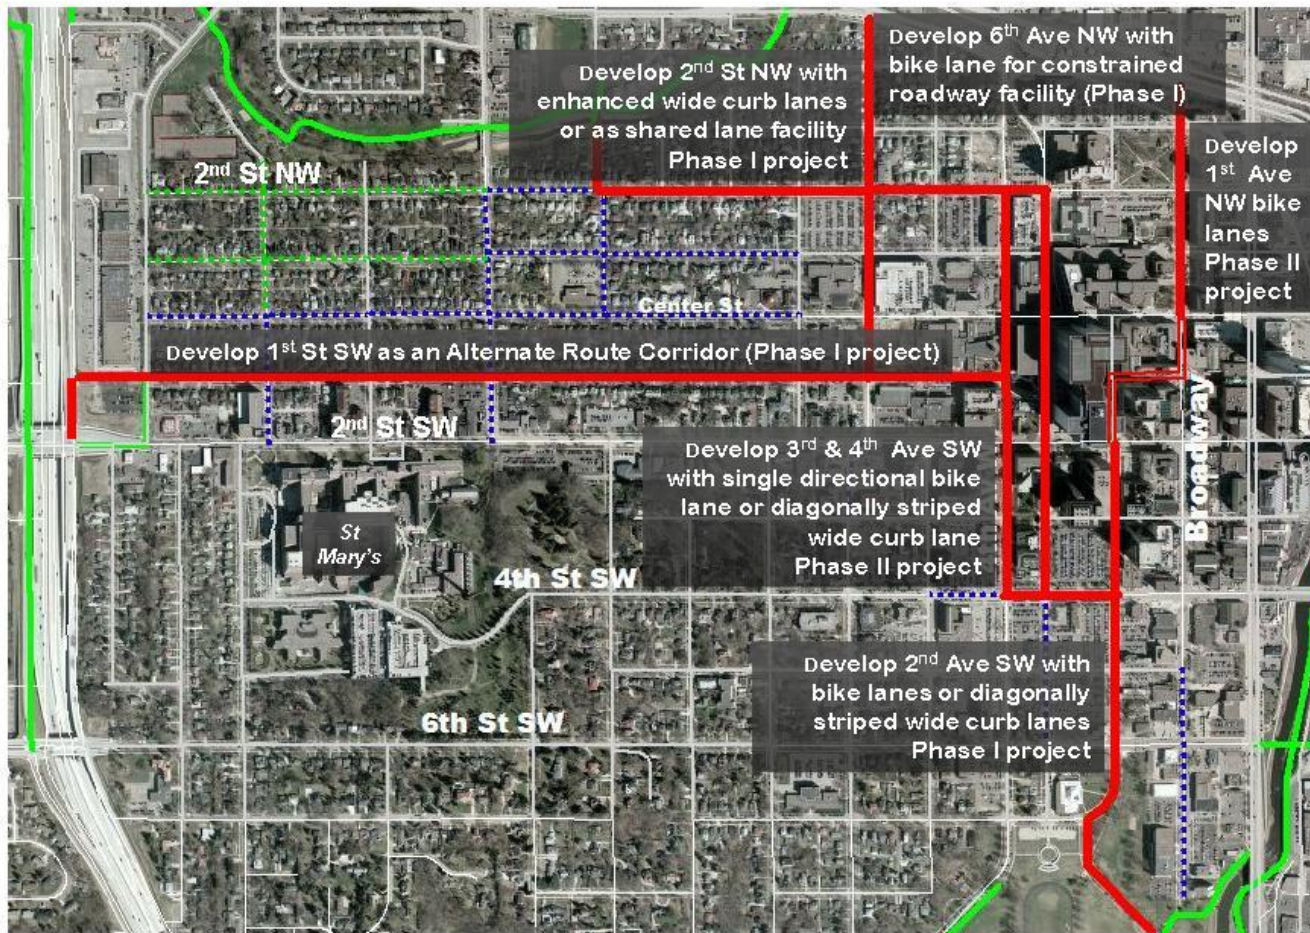 Develop 6th Ave NW with
bike lane for constrained
roadway facility (Phase I)
Develop 2nd St NW with
enhanced wide curb lanes
or as shared lane facility
Phase I project
Develop
1st Ave
NW bike
lanes
Phase II
project
2nd St NW
Center St
Develop 1st St SW as an Alternate Route Corridor (Phase I project)
2nd St SW
Broadway
Develop 3rd & 4th Ave SW
with single directional bike
lane or diagonally striped
wide curb lane
Phase II project
St
Mary's
4th St SW
Develop 2nd Ave SW with
bike lanes or diagonally
striped wide curb lanes
Phase I project
6th St SW